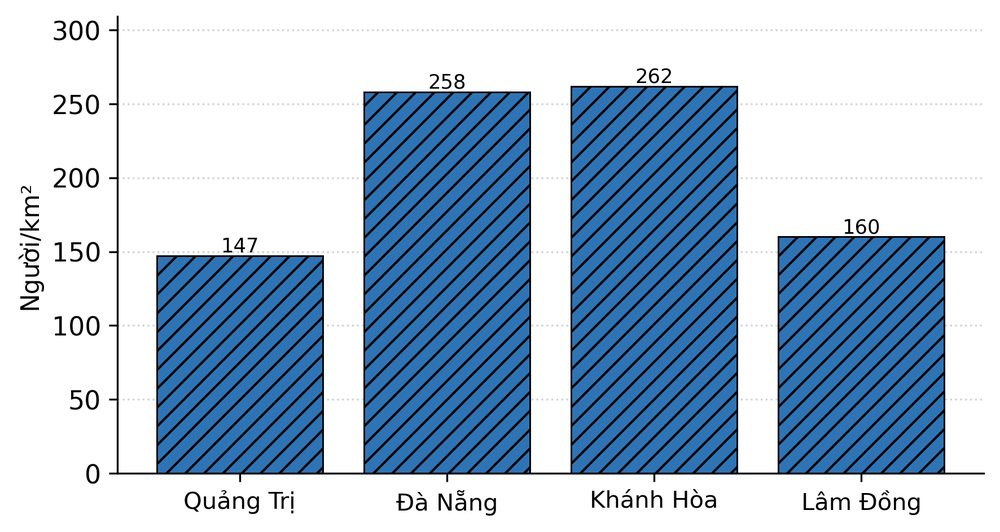 Người/km²
300
250
200
150
100
50
0
147
258
262
160
Quảng Trị
Đà Nẵng
Khánh Hòa
Lâm Đồng